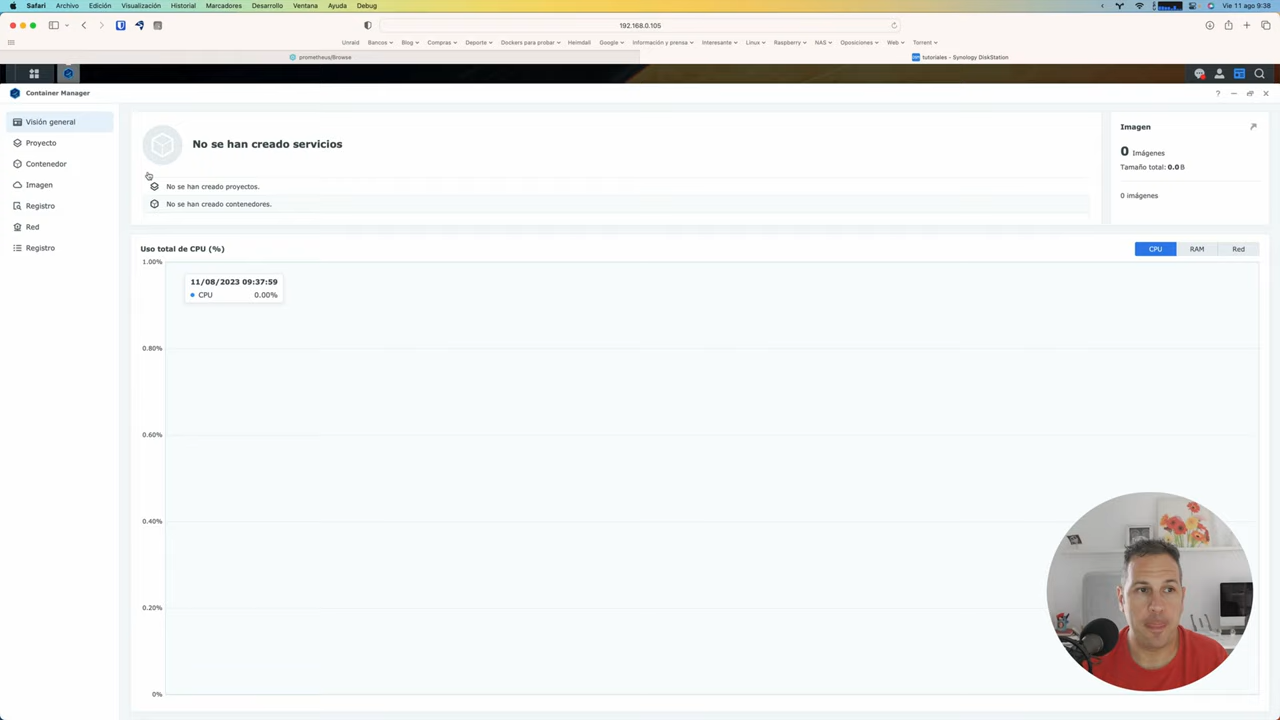 Safari Archivo Edición Visualización Historial Marcadores Desarrollo Ventana Ayuda Debug
Vie 11 ago 9:38
192.168.0.105
Unraid Bancos Blog Compras Deporte Dockers para probar Heimdall Google Información y prensa Interesante Linux Raspberry NAS Oposiciones Web Torrent
prometheus/Browse
tutoriales - Synology DiskStation
Container Manager
Visión general
Proyecto
Contenedor
Imagen
Registro
Red
Registro
No se han creado servicios
No se han creado proyectos.
No se han creado contenedores.
Imagen
0 Imágenes
Tamaño total: 0.0 B
0 imágenes
Uso total de CPU (%)
CPU RAM Red
1.00%
11/08/2023 09:37:59
CPU 0.00%
0.80%
0.60%
0.40%
0.20%
0%